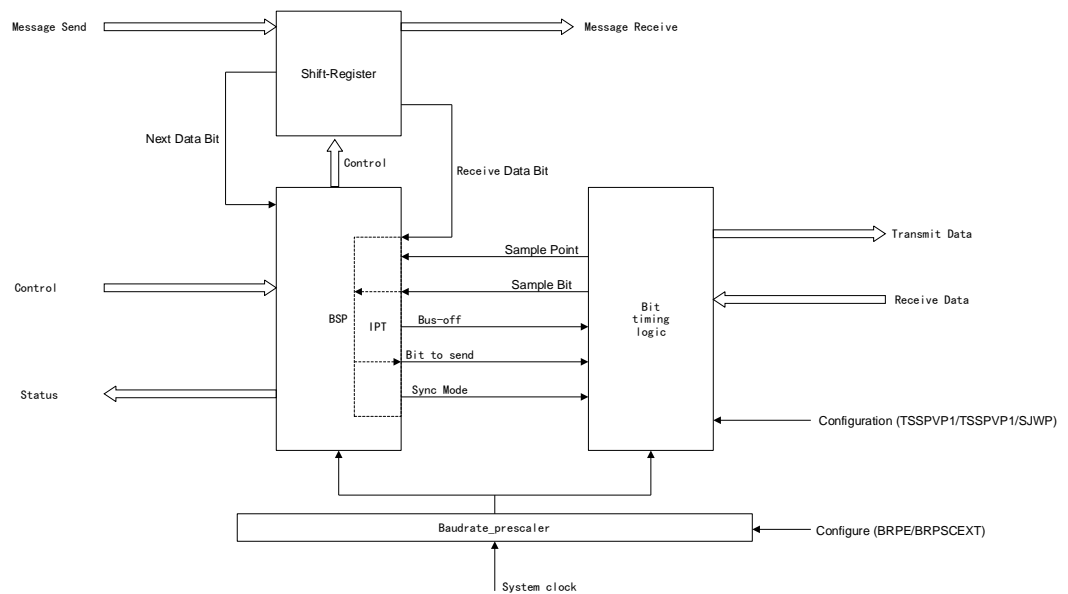 Message Send
Message Receive
Shift-Register
Next Data Bit
Control
Receive Data Bit
Sample Point
Transmit Data
Control
Sample Bit
Receive Data
BSP
IPT
Bus-off
Bit
timing
logic
Bit to send
Status
Sync Mode
Configuration (TSSPVP1/TSSPVP1/SJWP)
Baudrate_prescaler
Configure (BRPE/BRPSCEXT)
System clock